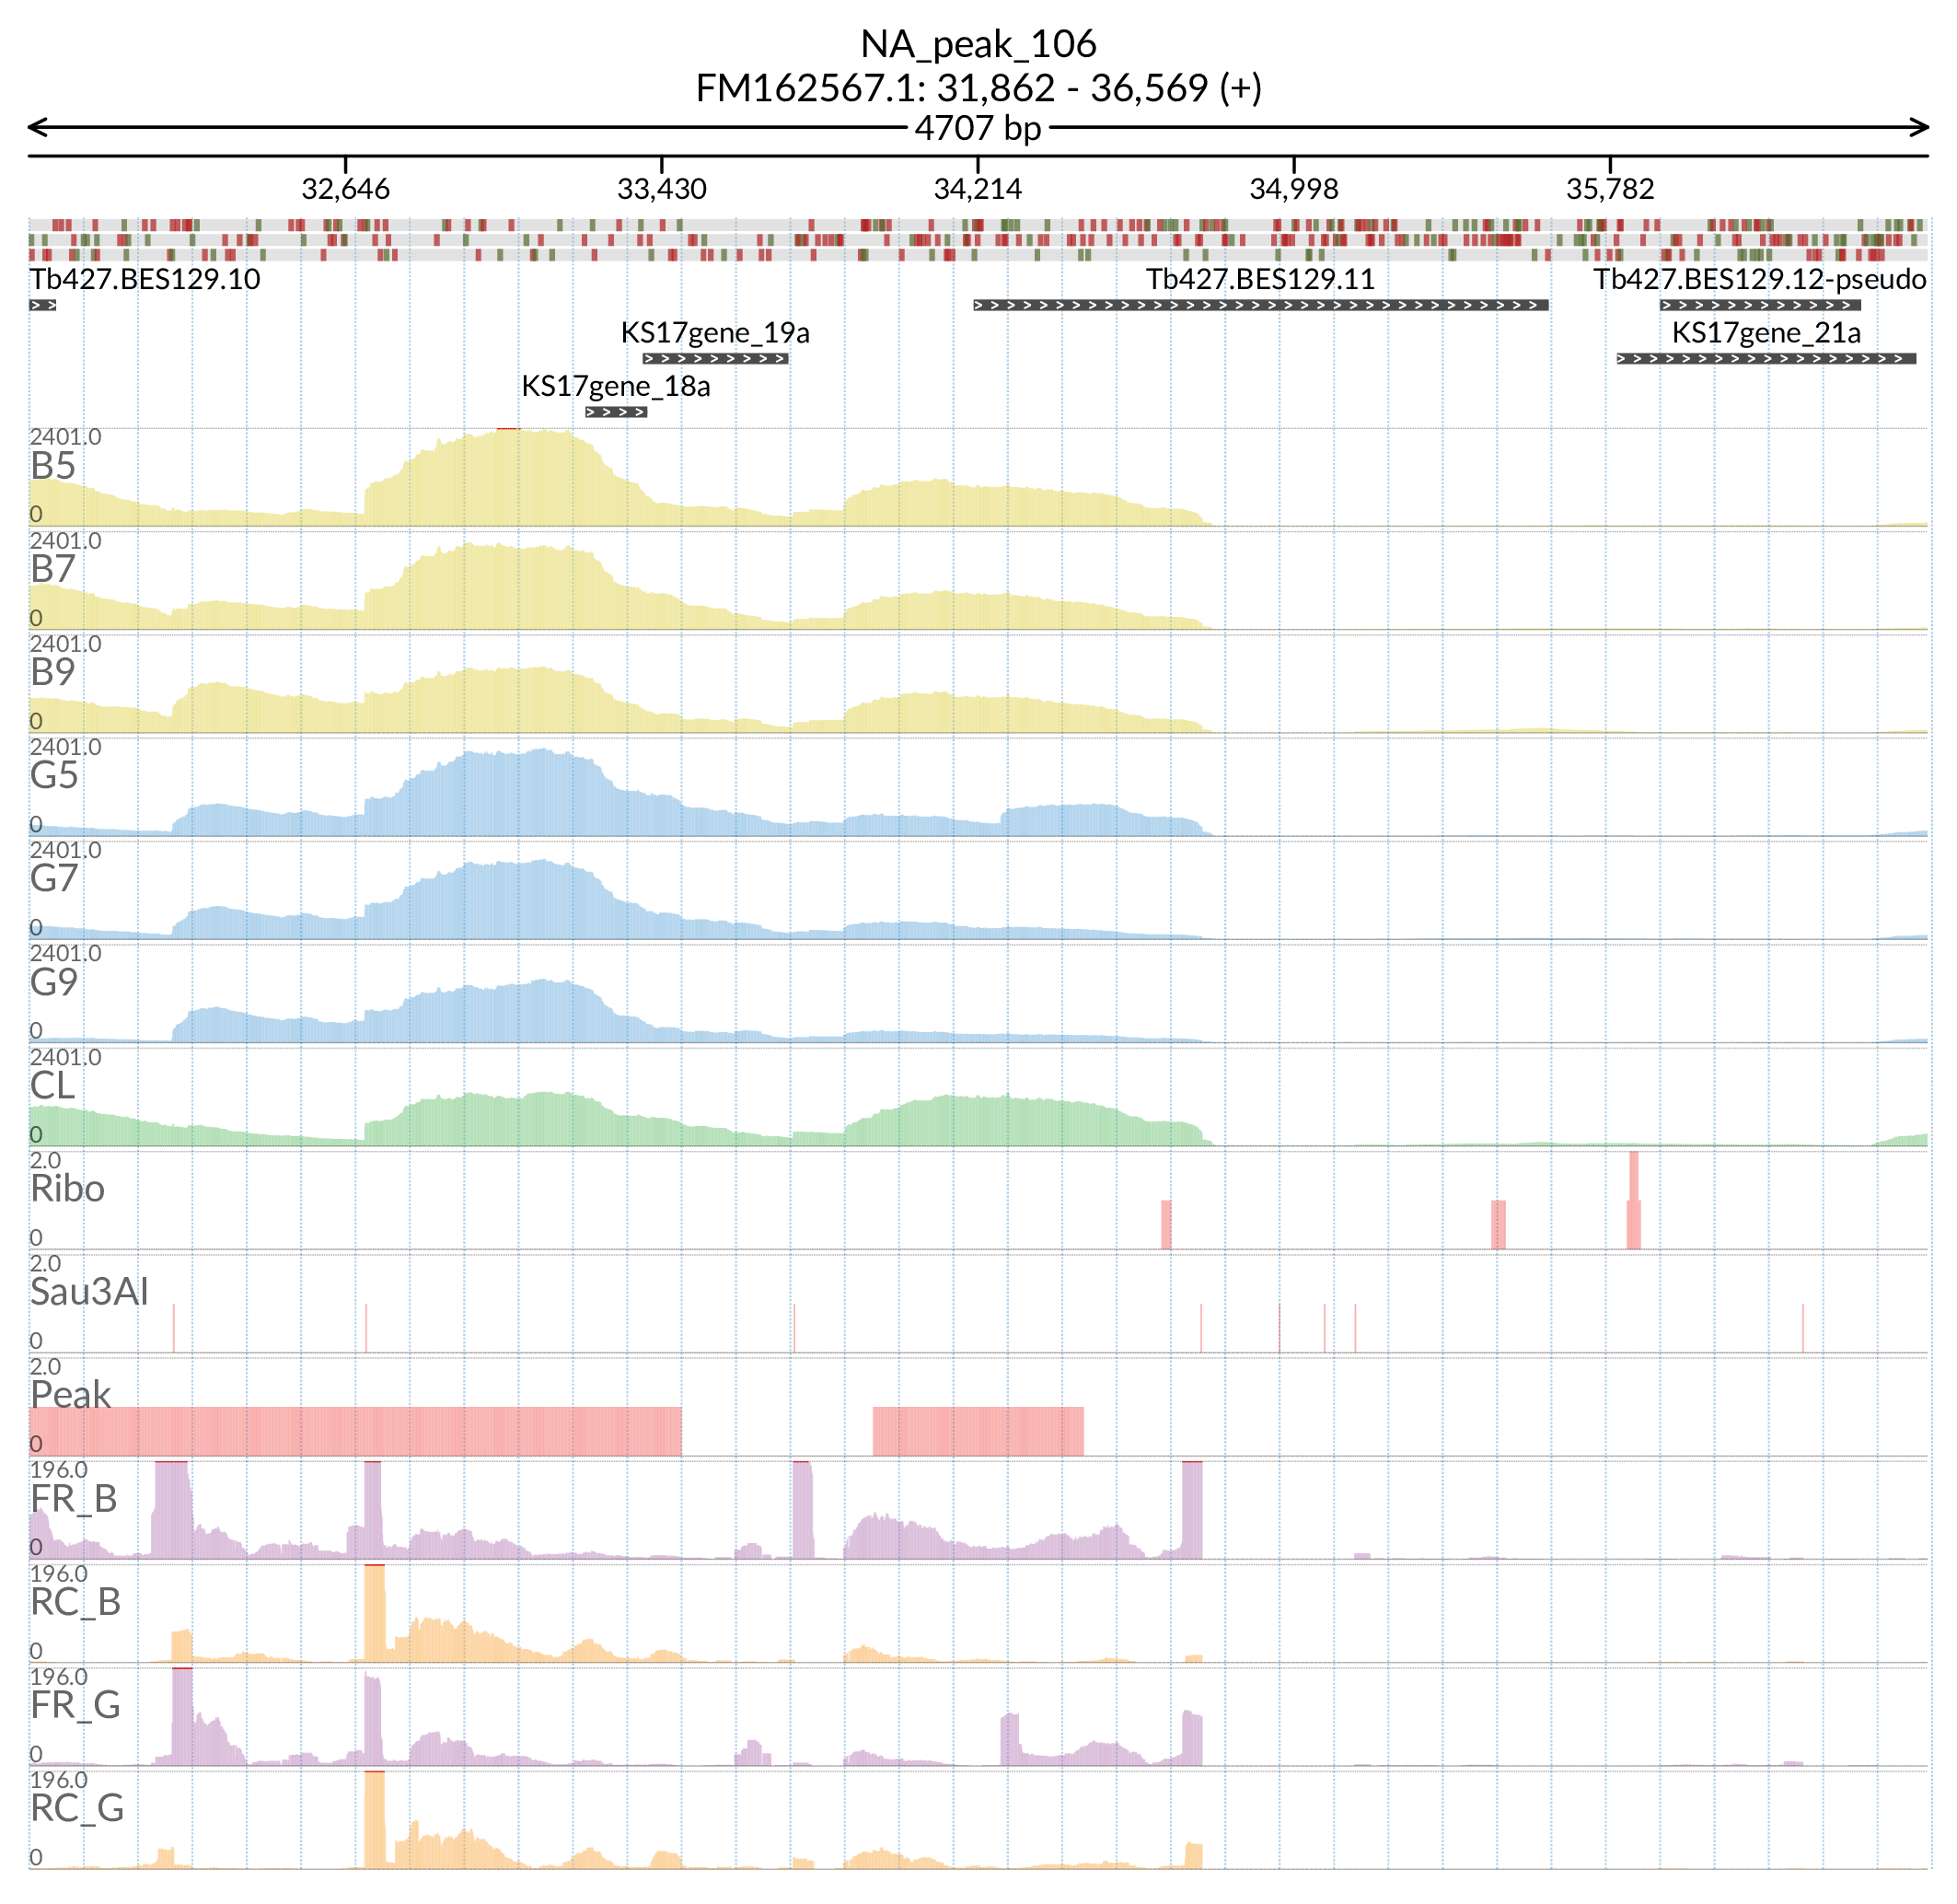 NA_peak_106
FM162567.1: 31,862 - 36,569 (+)
4707 bp
32,646 33,430 34,214 34,998 35,782
Tb427.BES129.10 Tb427.BES129.11 Tb427.BES129.12-pseudo
KS17gene_19a KS17gene_21a
KS17gene_18a
2401.0
B5
0
2401.0
B7
0
2401.0
B9
0
2401.0
G5
0
2401.0
G7
0
2401.0
G9
0
2401.0
CL
0
2.0
Ribo
0
2.0
Sau3AI
0
2.0
Peak
0
196.0
FR_B
0
196.0
RC_B
0
196.0
FR_G
0
196.0
RC_G
0